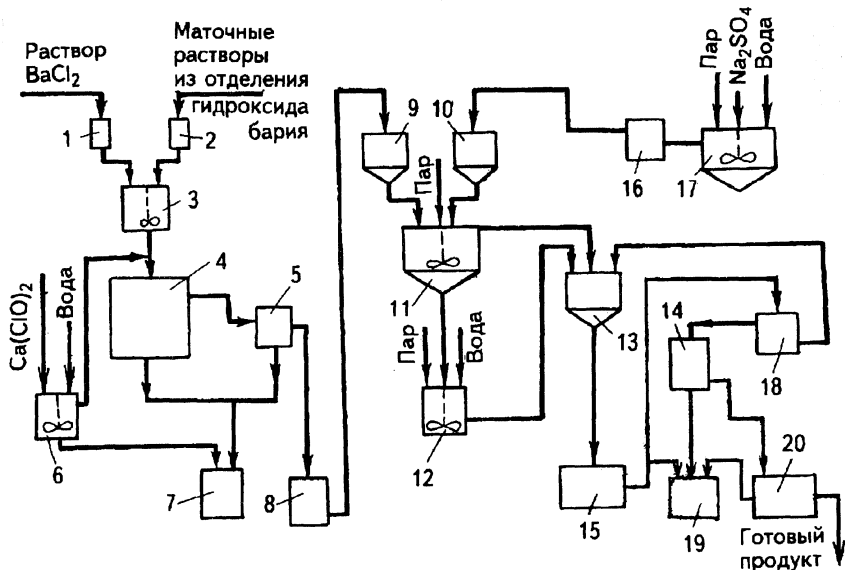 Раствор
BaCl2
Маточные
растворы
из отделения
гидроксида
бария
1
2
3
4
5
6
7
8
Ca(ClO)2
Вода
9
10
Пар
11
Пар
Вода
12
13
14
15
16
17
Пар
Na2SO4
Вода
18
19
20
Готовый
продукт